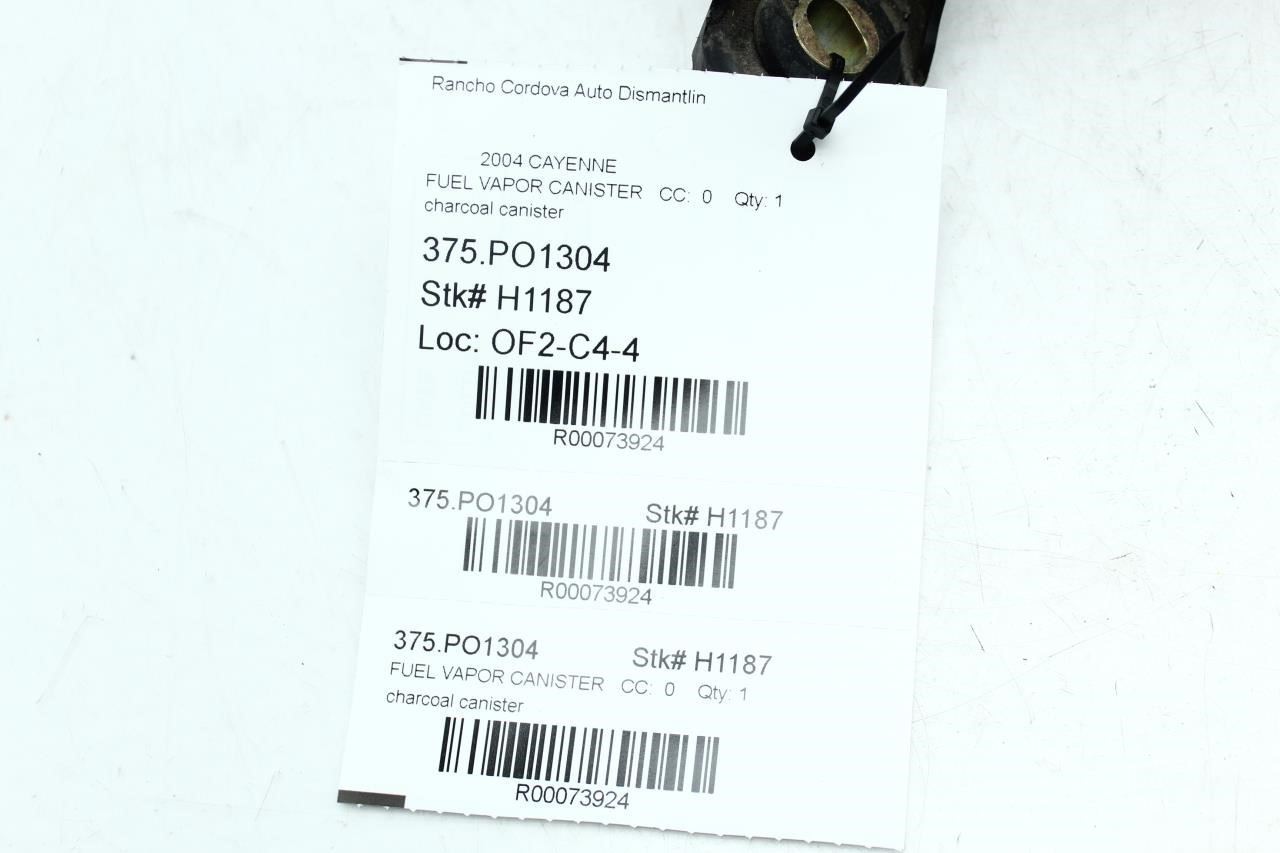 Rancho Cordova Auto Dismantlin
2004 CAYENNE
FUEL VAPOR CANISTER CC: 0 Qty: 1
charcoal canister
375.PO1304
Stk# H1187
Loc: OF2-C4-4
R00073924
375.PO1304 Stk# H1187
R00073924
375.PO1304 Stk# H1187
FUEL VAPOR CANISTER CC: 0 Qty: 1
charcoal canister
R00073924